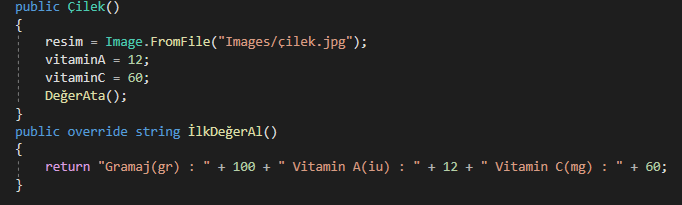 public Çilek()
{
resim = Image.FromFile("Images/çilek.jpg");
vitaminA = 12;
vitaminC = 60;
DeğerAta();
}
public override string İlkDeğerAl()
{
return "Gramaj(gr) : " + 100 + " Vitamin A(iu) : " + 12 + " Vitamin C(mg) : " + 60;
}